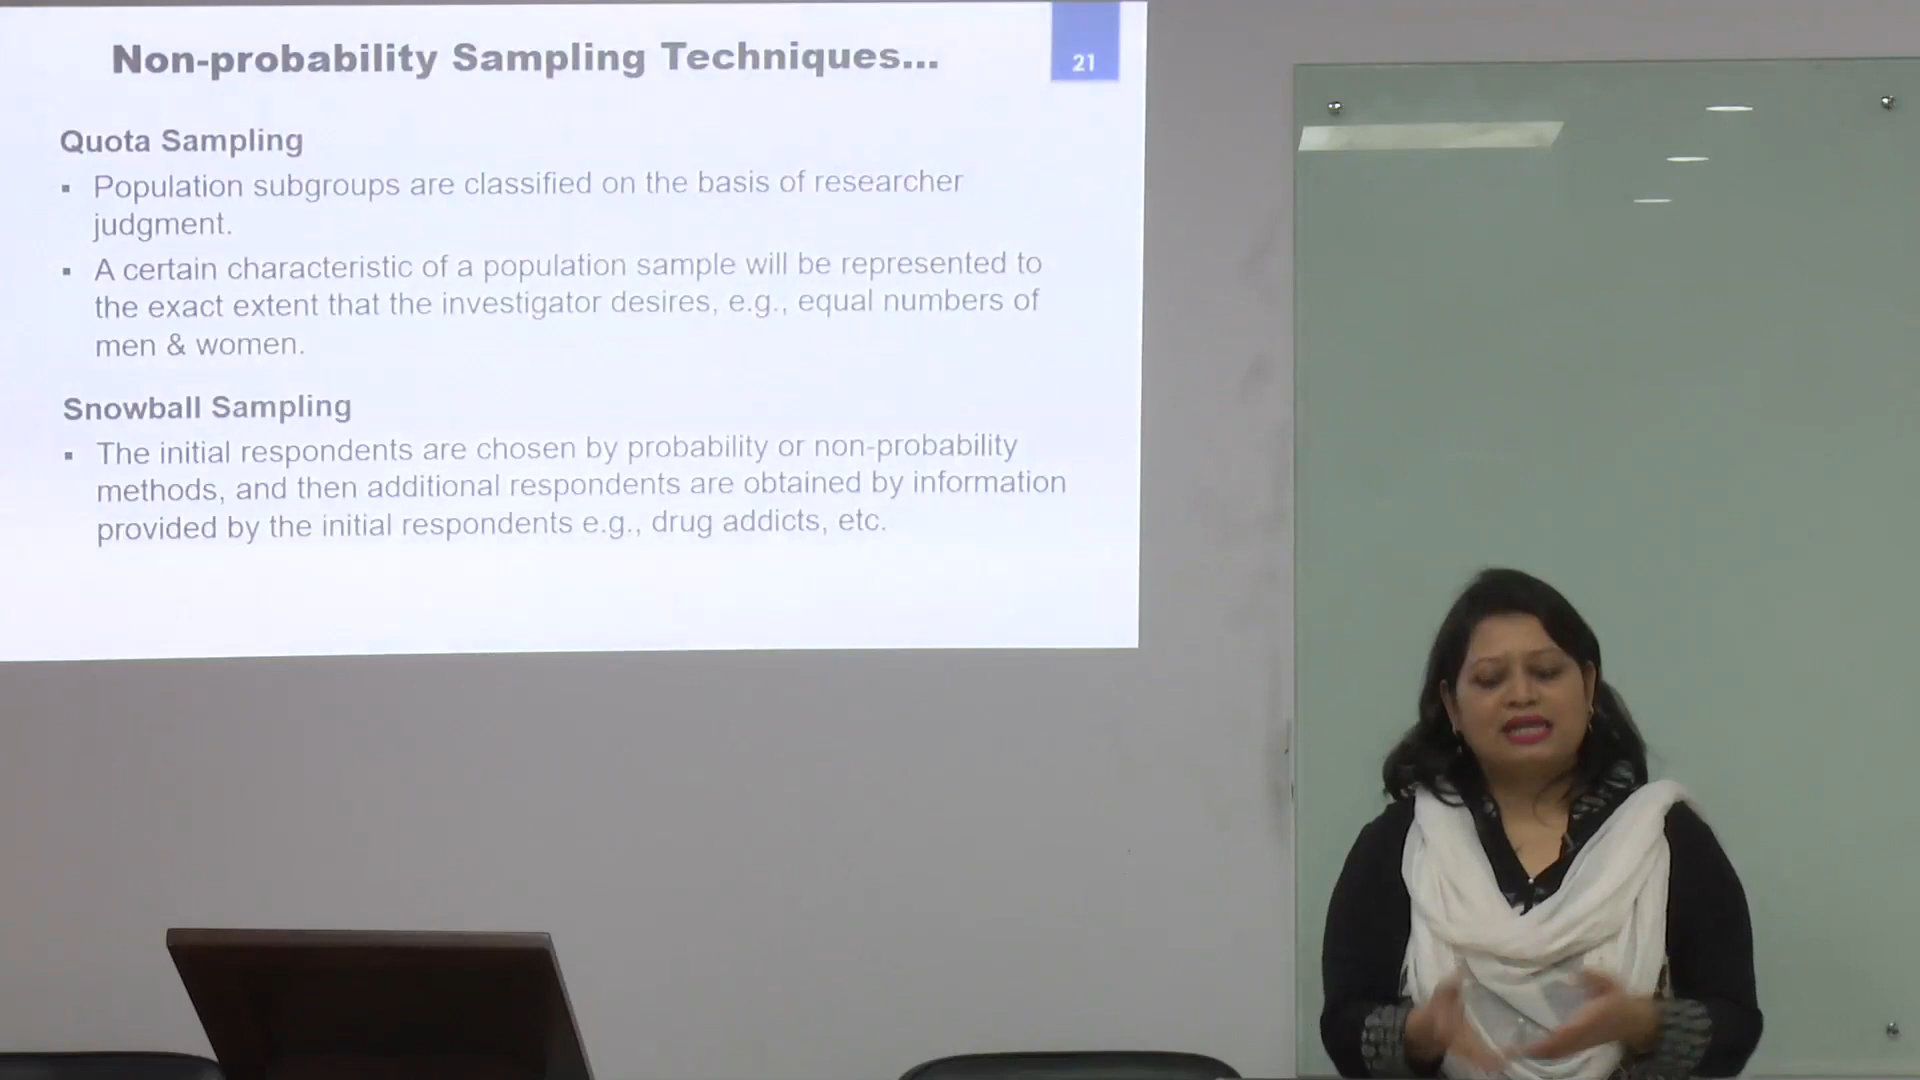 Non-probability Sampling Techniques...
21
Quota Sampling
▪ Population subgroups are classified on the basis of researcher
judgment.
▪ A certain characteristic of a population sample will be represented to
the exact extent that the investigator desires, e.g., equal numbers of
men & women.
Snowball Sampling
▪ The initial respondents are chosen by probability or non-probability
methods, and then additional respondents are obtained by information
provided by the initial respondents e.g., drug addicts, etc.